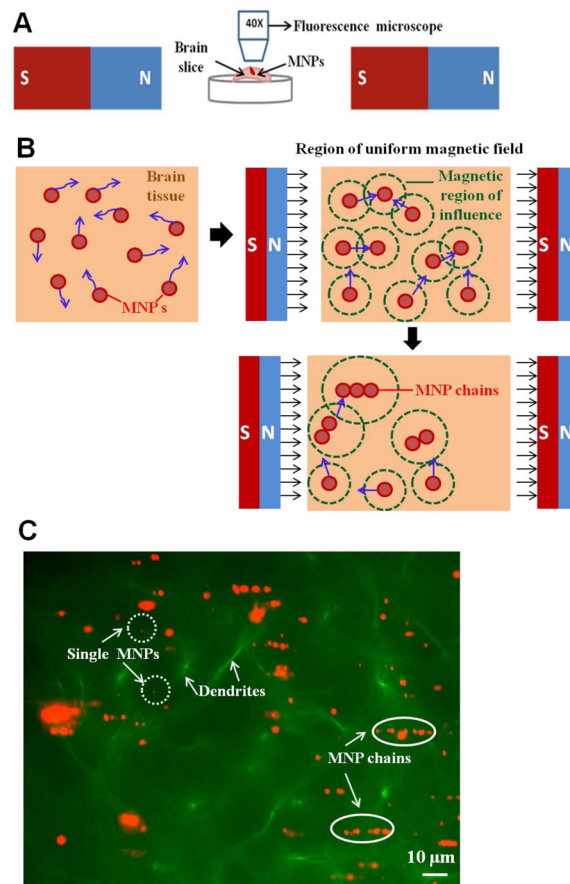 A
40X
Fluorescence microscope
Brain
slice
MNPs
S
N
S
N
B
Region of uniform magnetic field
Brain
tissue
MNPs
S
N
Magnetic
region of
influence
S
N
S
N
MNP chains
S
N
C
Single MNPs
Dendrites
MNP chains
10 μm